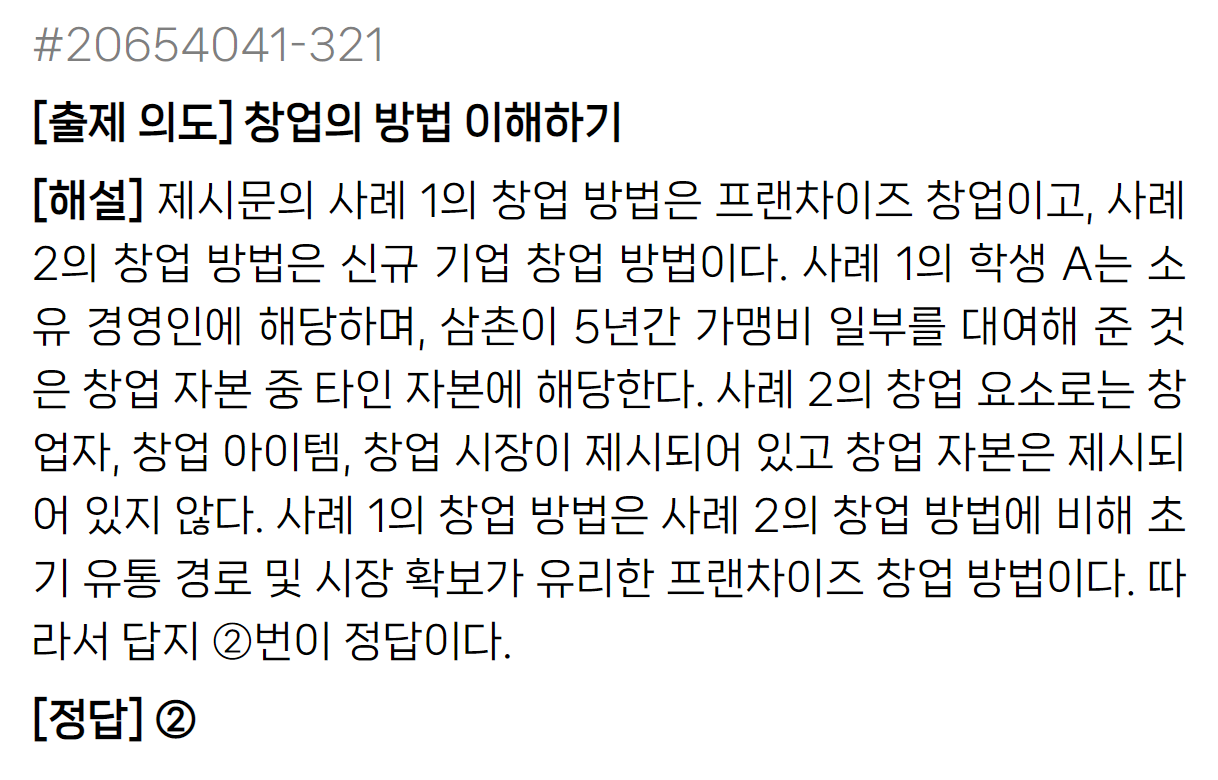 #20654041-321
[출제 의도] 창업의 방법 이해하기
[해설] 제시문의 사례 1의 창업 방법은 프랜차이즈 창업이고, 사례
2의 창업 방법은 신규 기업 창업 방법이다. 사례 1의 학생 A는 소
유 경영인에 해당하며, 삼촌이 5년간 가맹비 일부를 대여해 준 것
은 창업 자본 중 타인 자본에 해당한다. 사례 2의 창업 요소로는 창
업자, 창업 아이템, 창업 시장이 제시되어 있고 창업 자본은 제시되
어 있지 않다. 사례 1의 창업 방법은 사례 2의 창업 방법에 비해 초
기 유통 경로 및 시장 확보가 유리한 프랜차이즈 창업 방법이다. 따
라서 답지 ②번이 정답이다.
[정답] ②